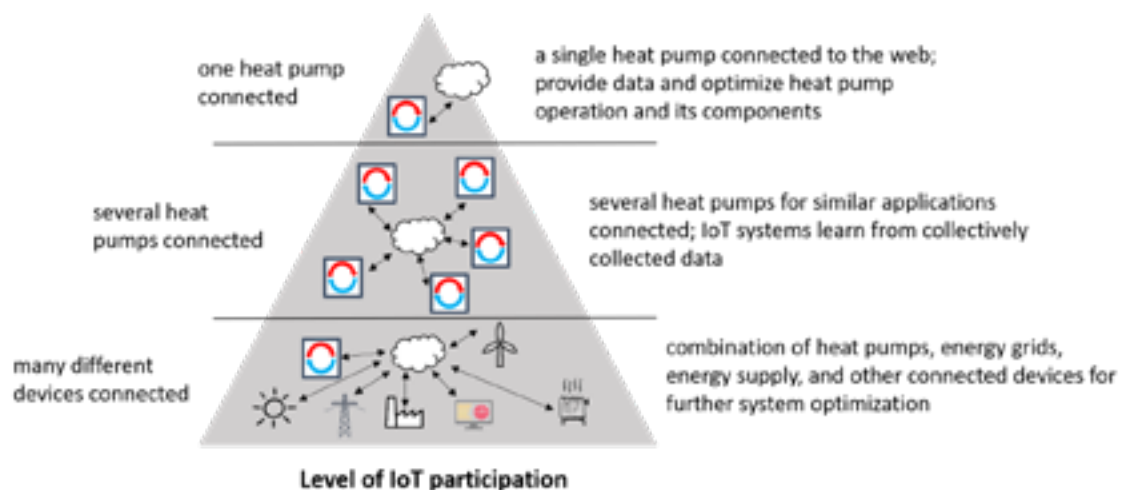 one heat pump
connected
a single heat pump connected to the web;
provide data and optimize heat pump
operation and its components
several heat
pumps connected
several heat pumps for similar applications
connected; IoT systems learn from collectively
collected data
many different
devices connected
combination of heat pumps, energy grids,
energy supply, and other connected devices for
further system optimization
Level of IoT participation